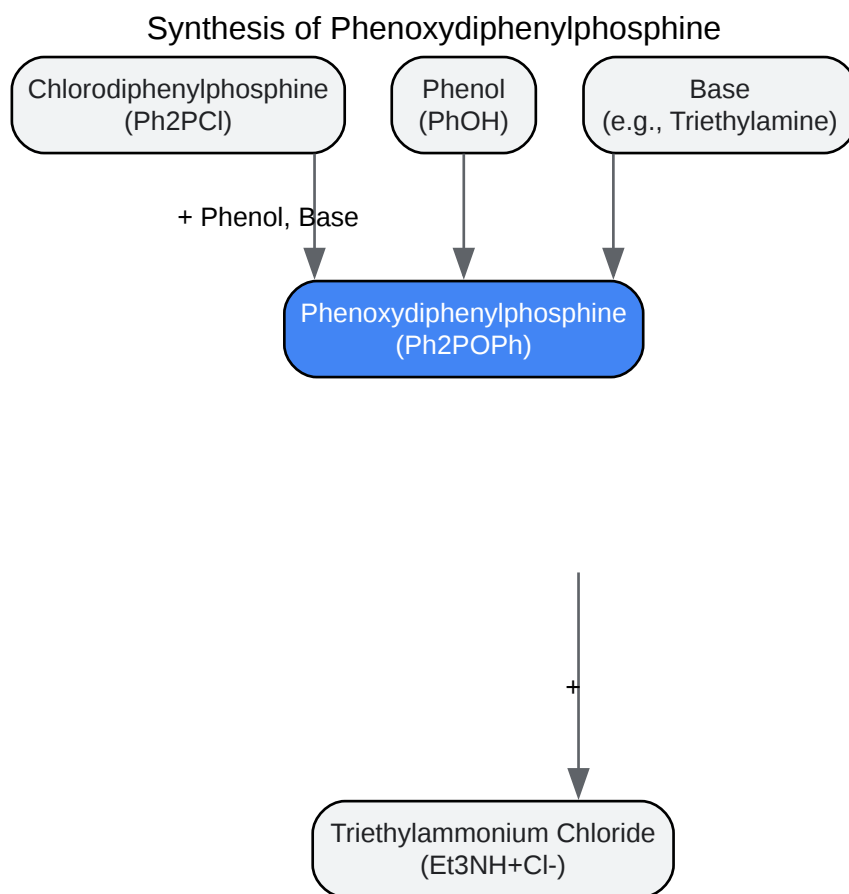 Synthesis of Phenoxydiphenylphosphine
Chlorodiphenylphosphine
(Ph2PCl)
Phenol
(PhOH)
Base
(e.g., Triethylamine)
+ Phenol, Base
Phenoxydiphenylphosphine
(Ph2POPh)
+
Triethylammonium Chloride
(Et3NH+Cl-)